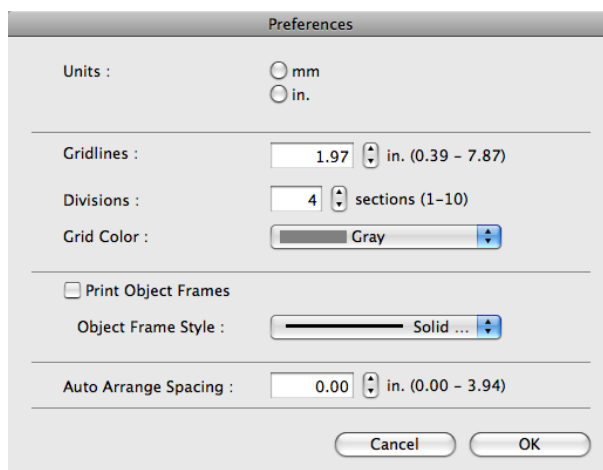 Preferences
Units : mm
in.
Gridlines : 1.97 in. (0.39 – 7.87)
Divisions : 4 sections (1–10)
Grid Color : Gray
Print Object Frames
Object Frame Style : Solid ...
Auto Arrange Spacing : 0.00 in. (0.00 – 3.94)
Cancel OK